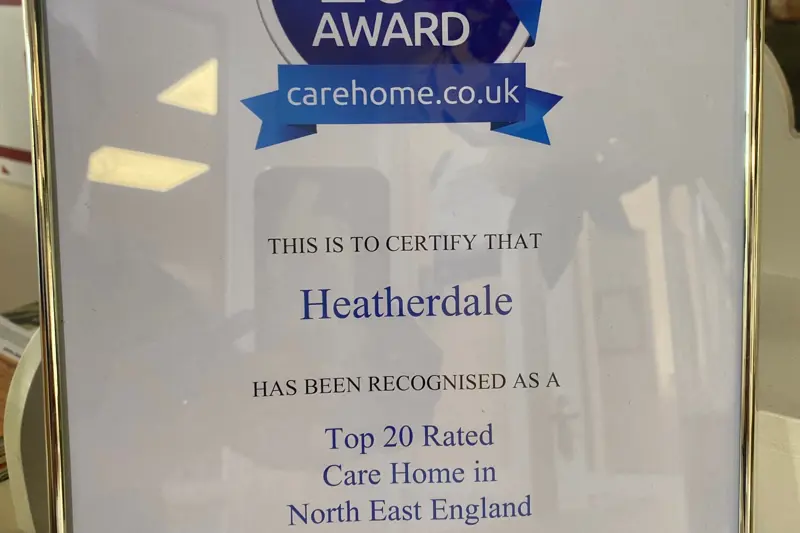 AWARD
carehome.co.uk
THIS IS TO CERTIFY THAT
Heatherdale
HAS BEEN RECOGNISED AS A
Top 20 Rated
Care Home in
North East England